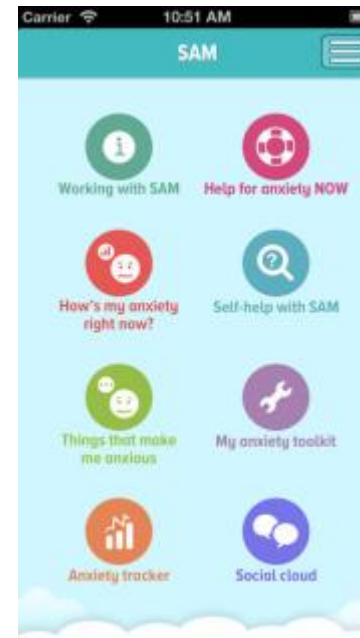 Carrier 10:51 AM
SAM
Working with SAM
Help for anxiety NOW
How's my anxiety
right now?
Self-help with SAM
Things that make
me anxious
My anxiety toolkit
Anxiety tracker
Social cloud